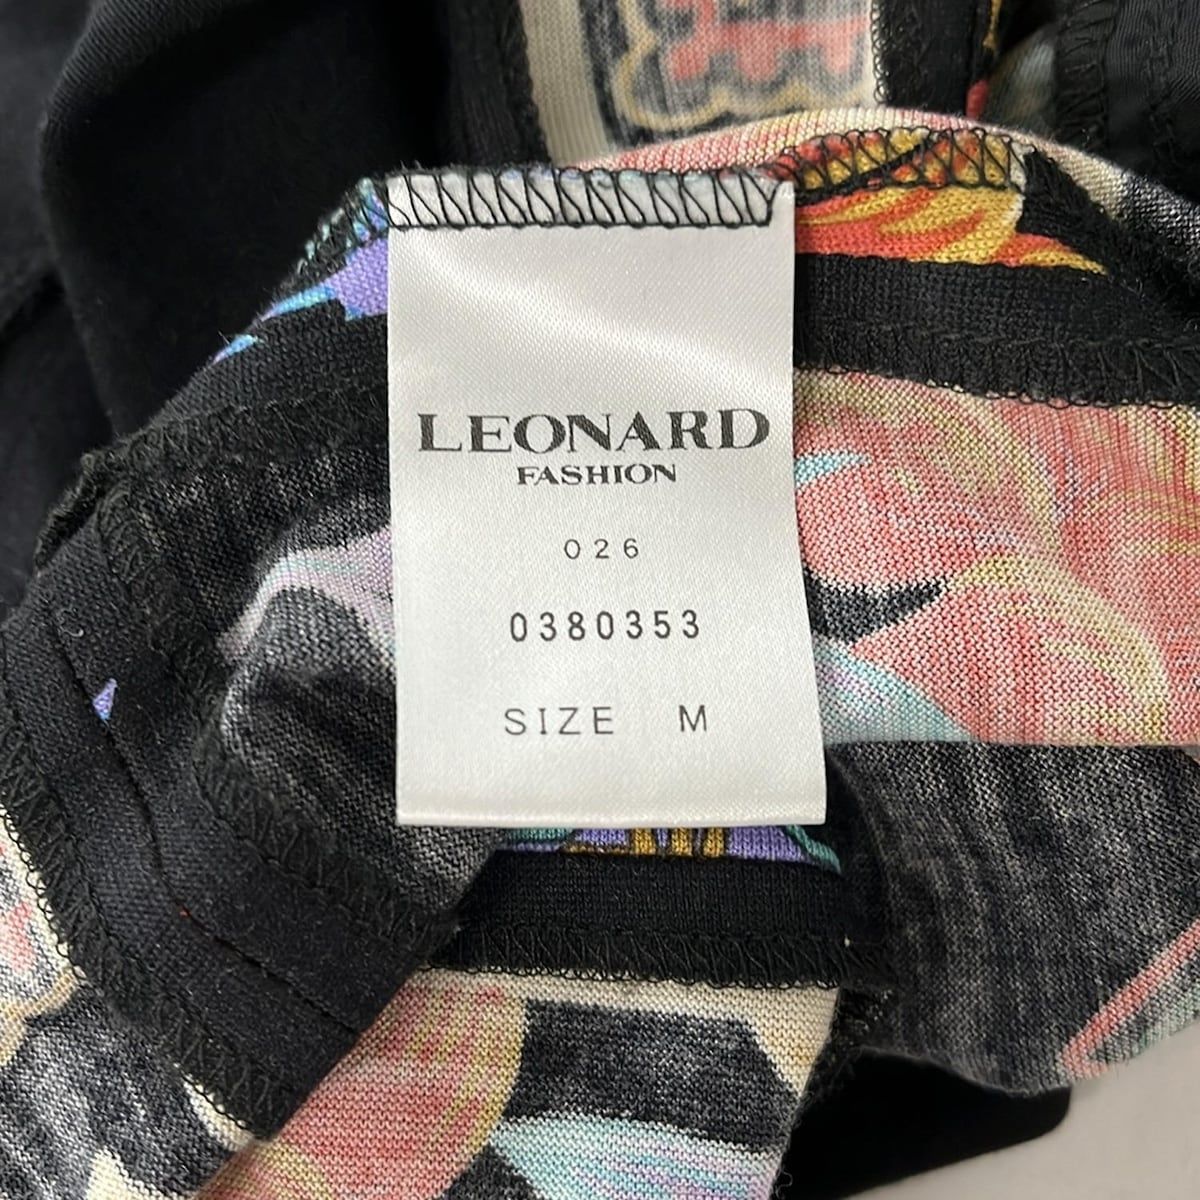 LEONARD
FASHION
026
0380353
SIZE M